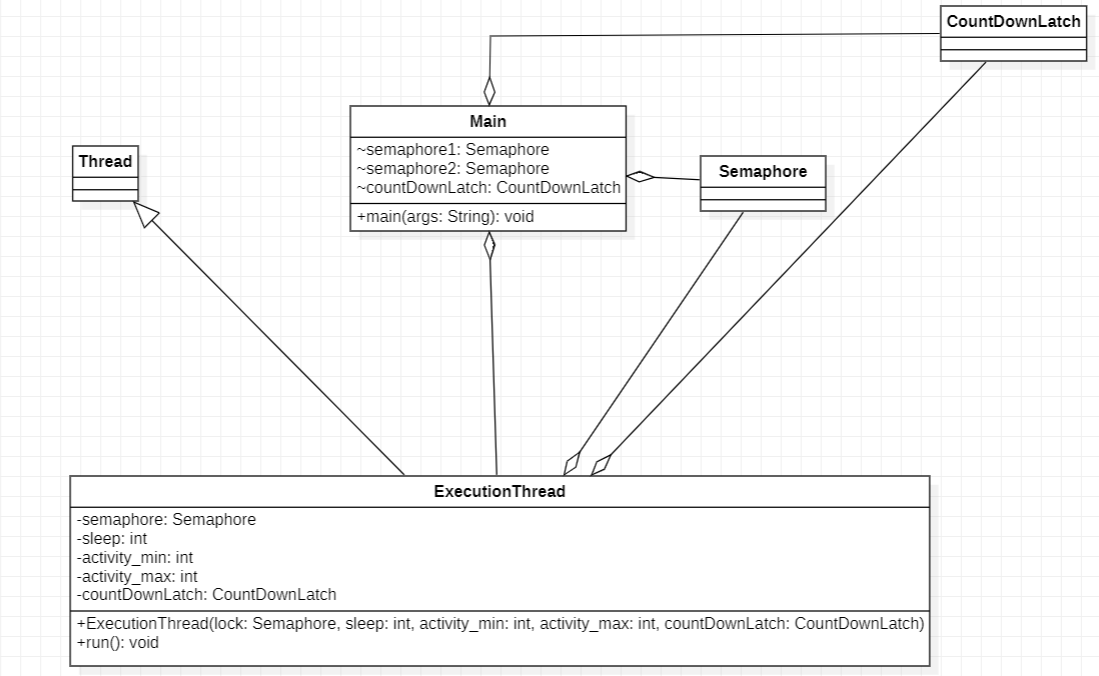 CountDownLatch
Main
~semaphore1: Semaphore
~semaphore2: Semaphore
~countDownLatch: CountDownLatch
+main(args: String): void
Thread
Semaphore
ExecutionThread
-semaphore: Semaphore
-sleep: int
-activity_min: int
-activity_max: int
-countDownLatch: CountDownLatch
+ExecutionThread(lock: Semaphore, sleep: int, activity_min: int, activity_max: int, countDownLatch: CountDownLatch)
+run(): void